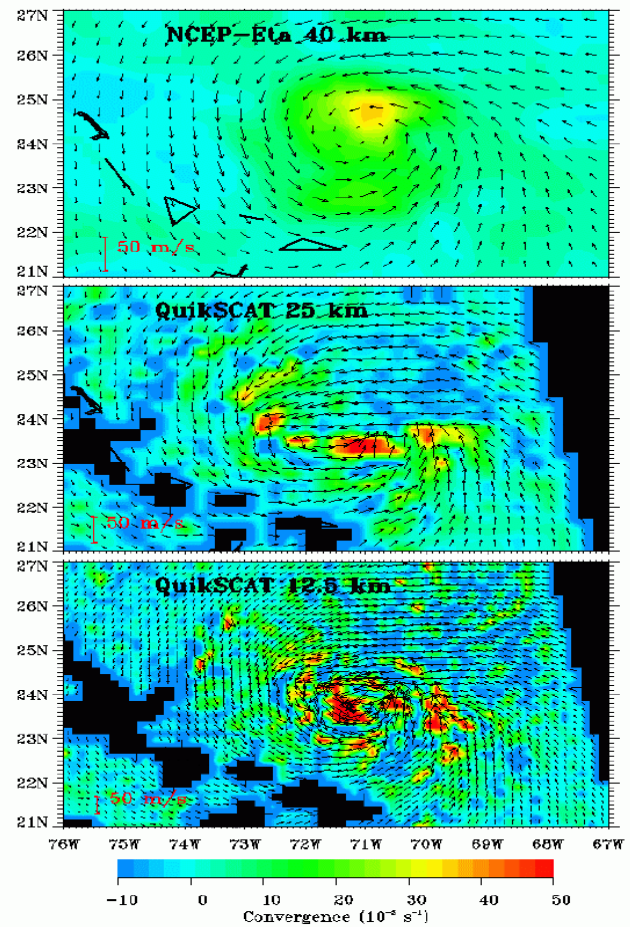 27N
NCEP-Eta 40 km
26N
25N
24N
23N
22N
50 m/s
21N
27N
QuikSCAT 25 km
26N
25N
24N
23N
22N
50 m/s
21N
27N
QuikSCAT 12.5 km
26N
25N
24N
23N
22N
50 m/s
21N
76W 75W 74W 73W 72W 71W 70W 69W 68W 67W
-10 0 10 20 30 40 50
Convergence (10⁻⁵ s⁻¹)